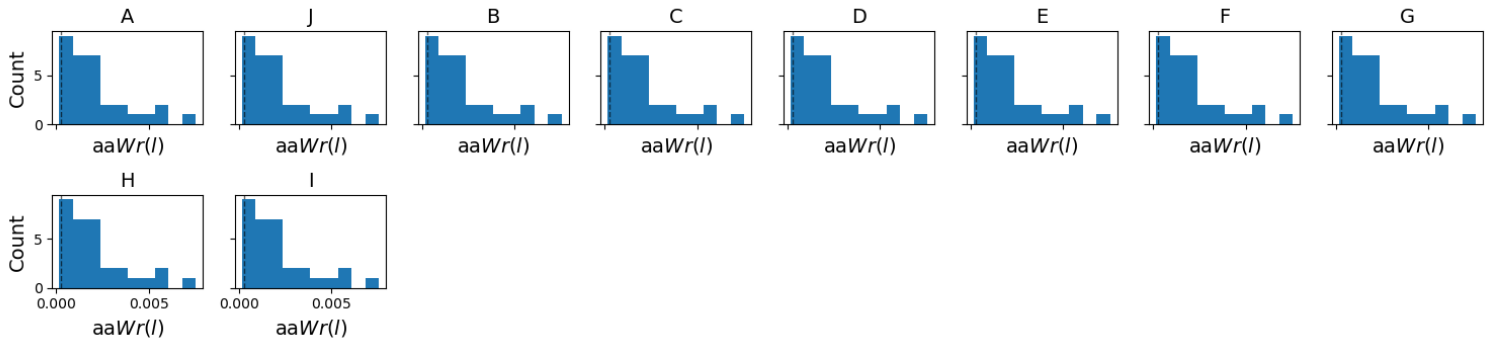 A J B C D E F G
Count
5
0
aaWr(l) aaWr(l) aaWr(l) aaWr(l) aaWr(l) aaWr(l) aaWr(l) aaWr(l)
H I
Count
5
0
0.000 0.005 0.000 0.005
aaWr(l) aaWr(l)